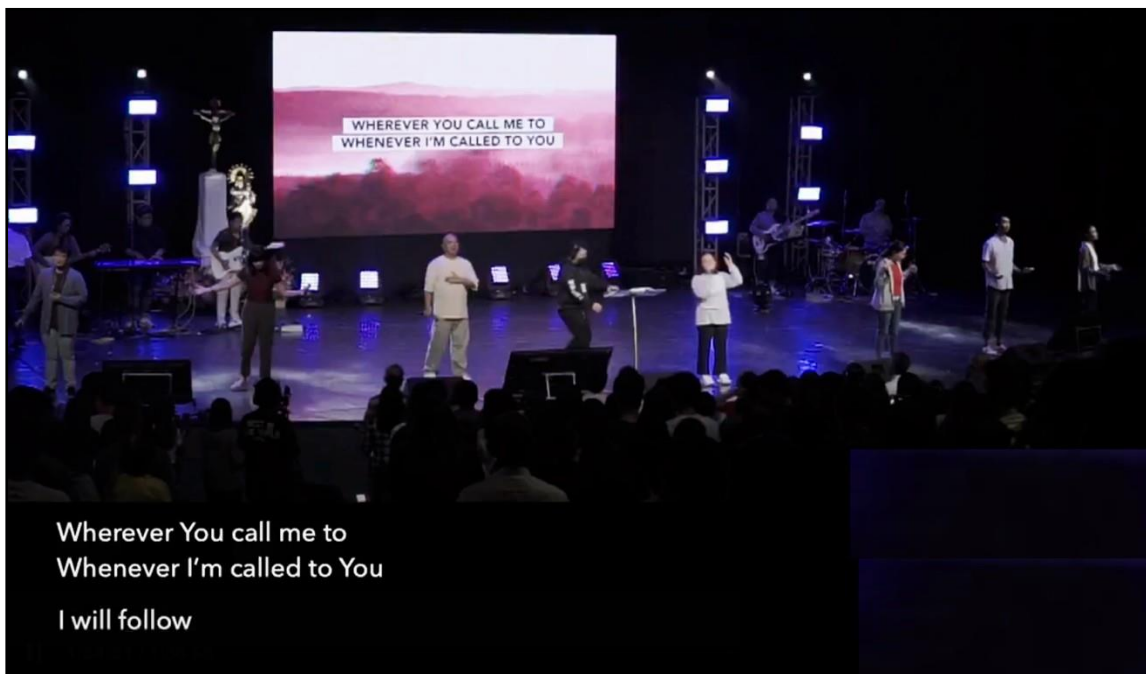 WHEREVER YOU CALL ME TO
WHENEVER I'M CALLED TO YOU
Wherever You call me to
Whenever I'm called to You
I will follow